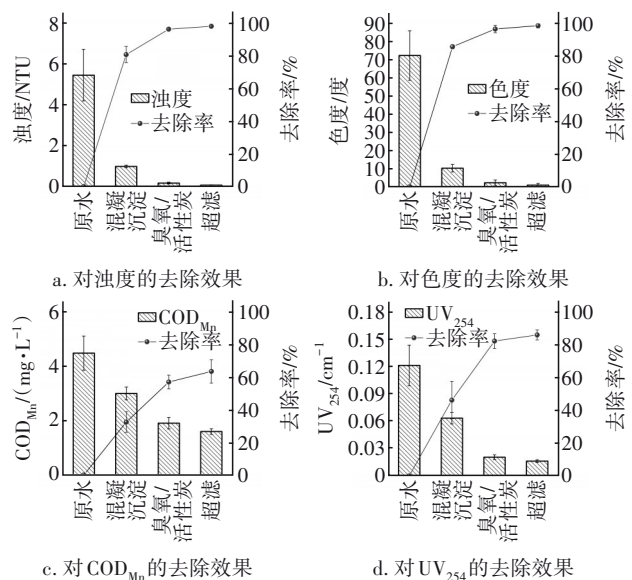 浊度/NTU
8
6
4
2
0
浊度
去除率
100
80
60
40
20
0
去除率/%
原水
混凝沉淀
臭氧/活性炭
超滤
a. 对浊度的去除效果
色度/度
90
80
70
60
50
40
30
20
10
0
色度
去除率
100
80
60
40
20
0
去除率/%
原水
混凝沉淀
臭氧/活性炭
超滤
b. 对色度的去除效果
COD_Mn/(mg·L⁻¹)
6
4
2
0
COD_Mn
去除率
100
80
60
40
20
0
去除率/%
原水
混凝沉淀
臭氧/活性炭
超滤
c. 对COD_Mn的去除效果
UV_254/cm⁻¹
0.18
0.15
0.12
0.09
0.06
0.03
0
UV_254
去除率
100
80
60
40
20
0
去除率/%
原水
混凝沉淀
臭氧/活性炭
超滤
d. 对UV_254的去除效果